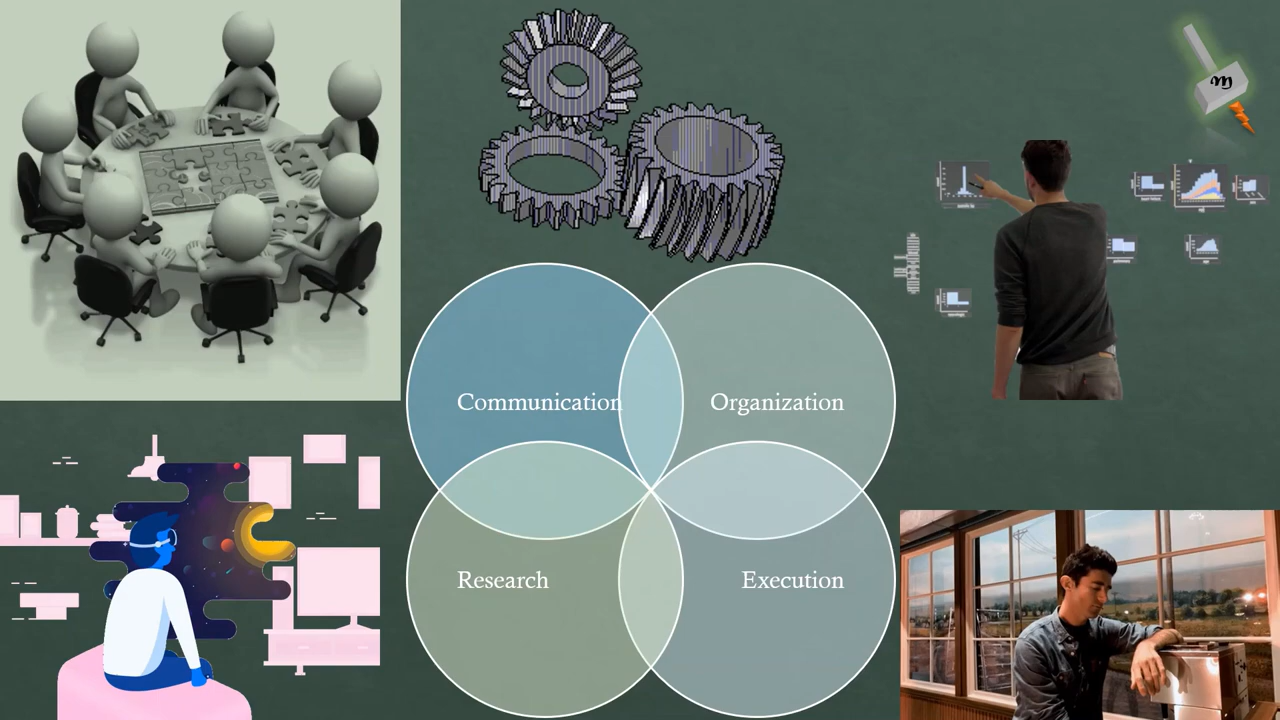 m
Communication
Organization
Research
Execution